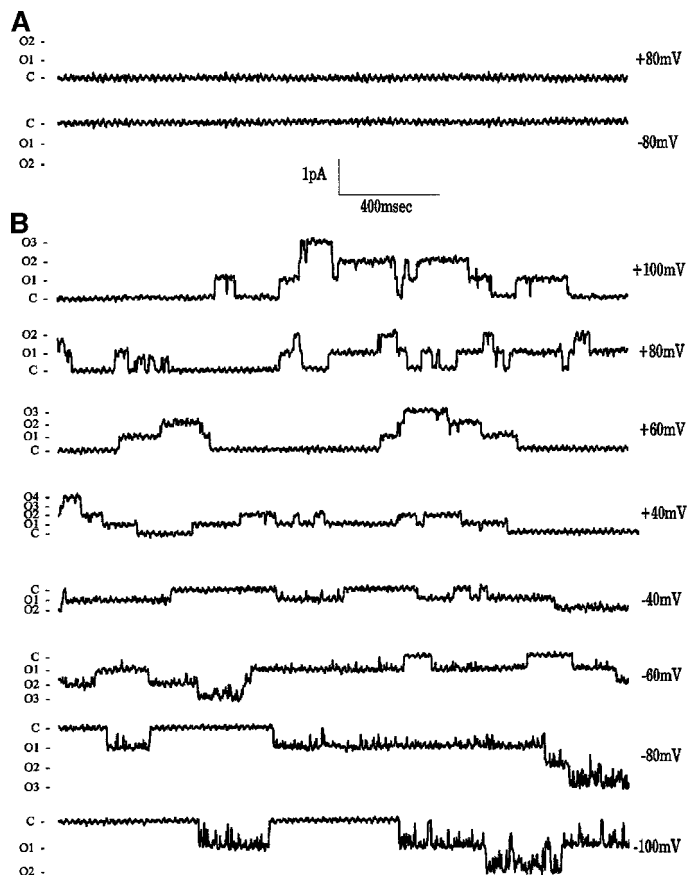 A
O2 -
O1 -
C -
+80mV
C -
O1 -
O2 -
-80mV
1pA
400msec
B
O3 -
O2 -
O1 -
C -
+100mV
O2 -
O1 -
C -
+80mV
O3 -
O2 -
O1 -
C -
+60mV
O4 -
O3 -
O2 -
O1 -
C -
+40mV
C -
O1 -
O2 -
-40mV
C -
O1 -
O2 -
O3 -
-60mV
C -
O1 -
O2 -
O3 -
-80mV
C -
O1 -
O2 -
-100mV